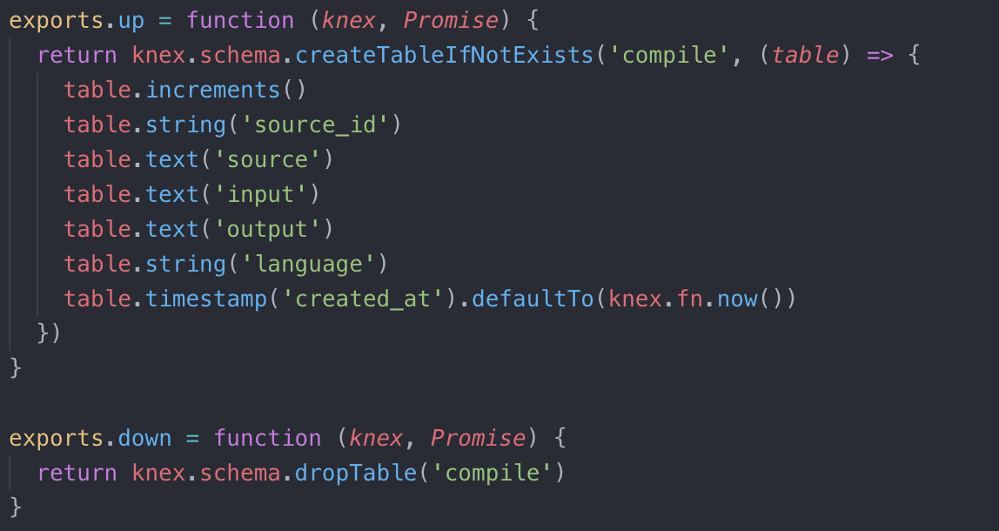 exports.up = function (knex, Promise) {
  return knex.schema.createTableIfNotExists('compile', (table) => {
    table.increments()
    table.string('source_id')
    table.text('source')
    table.text('input')
    table.text('output')
    table.string('language')
    table.timestamp('created_at').defaultTo(knex.fn.now())
  })
}

exports.down = function (knex, Promise) {
  return knex.schema.dropTable('compile')
}